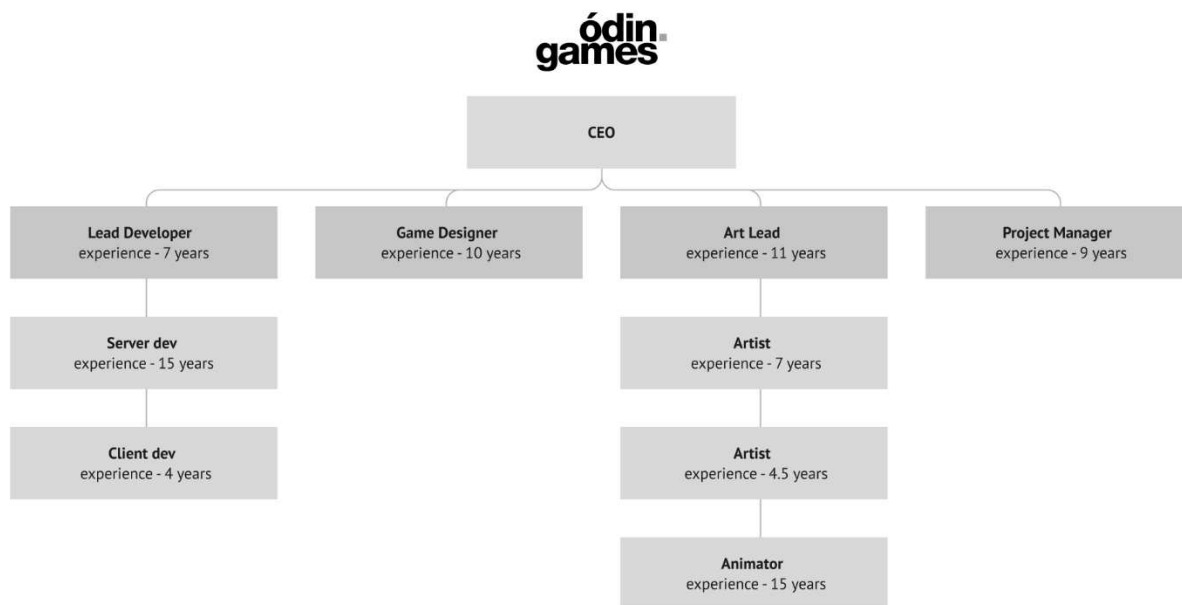 ódin.
games
CEO
Lead Developer
experience - 7 years
Game Designer
experience - 10 years
Art Lead
experience - 11 years
Project Manager
experience - 9 years
Server dev
experience - 15 years
Artist
experience - 7 years
Client dev
experience - 4 years
Artist
experience - 4.5 years
Animator
experience - 15 years